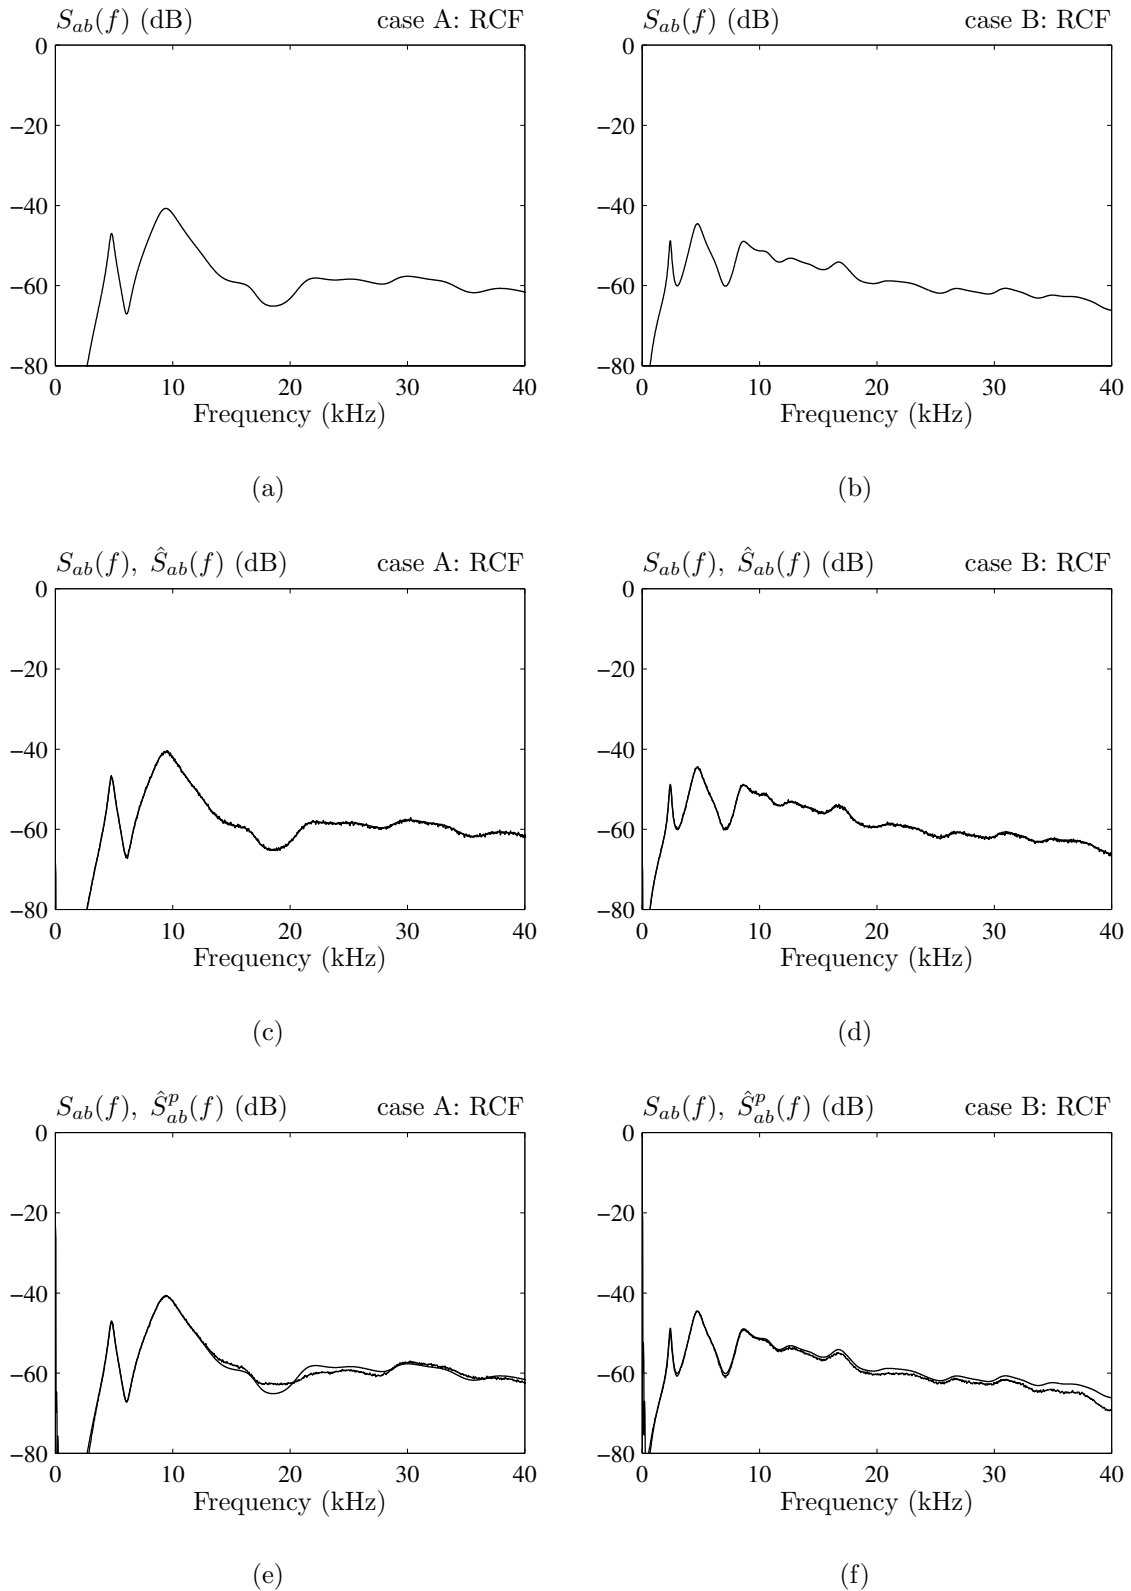 S_ab(f) (dB) case A: RCF
0
−20
−40
−60
−80
0 10 20 30 40
Frequency (kHz)
(a)
S_ab(f) (dB) case B: RCF
0
−20
−40
−60
−80
0 10 20 30 40
Frequency (kHz)
(b)
S_ab(f), Ŝ_ab(f) (dB) case A: RCF
0
−20
−40
−60
−80
0 10 20 30 40
Frequency (kHz)
(c)
S_ab(f), Ŝ_ab(f) (dB) case B: RCF
0
−20
−40
−60
−80
0 10 20 30 40
Frequency (kHz)
(d)
S_ab(f), Ŝ^p_ab(f) (dB) case A: RCF
0
−20
−40
−60
−80
0 10 20 30 40
Frequency (kHz)
(e)
S_ab(f), Ŝ^p_ab(f) (dB) case B: RCF
0
−20
−40
−60
−80
0 10 20 30 40
Frequency (kHz)
(f)